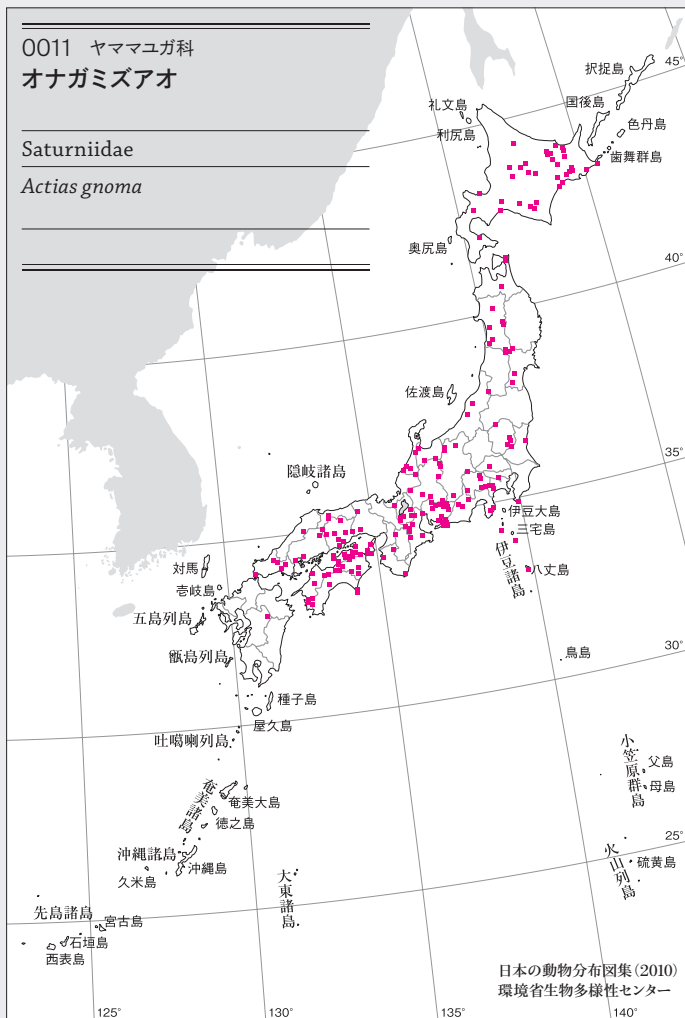 0011 ヤママユガ科
オナガミズアオ
Saturniidae
Actias gnoma
択捉島
45°
国後島
礼文島
色丹島
利尻島
歯舞群島
奥尻島
40°
佐渡島
35°
隠岐諸島
伊豆大島
三宅島
伊豆諸島
対馬
八丈島
壱岐島
五島列島
甑島列島
鳥島
30°
種子島
屋久島
吐噶喇列島
小笠原群島
父島
母島
奄美諸島
奄美大島
徳之島
25°
沖縄諸島
沖縄島
久米島
大東諸島
火山列島
硫黄島
先島諸島
宮古島
石垣島
西表島
日本の動物分布図集(2010)
環境省生物多様性センター
125°
130°
135°
140°